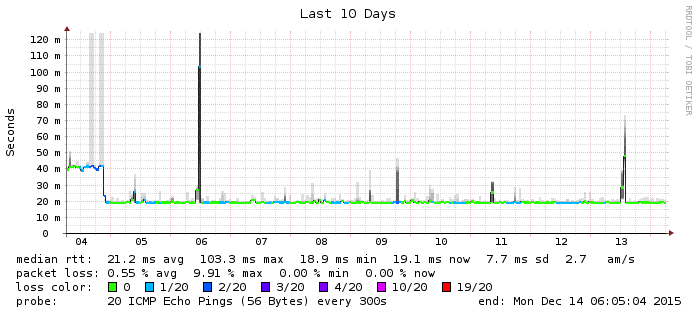 Last 10 Days
RRDTOOL / TOBI OETIKER
Seconds
120 m
110 m
100 m
90 m
80 m
70 m
60 m
50 m
40 m
30 m
20 m
10 m
0
04 05 06 07 08 09 10 11 12 13
median rtt: 21.2 ms avg 103.3 ms max 18.9 ms min 19.1 ms now 7.7 ms sd 2.7 am/s
packet loss: 0.55 % avg 9.91 % max 0.00 % min 0.00 % now
loss color: 0 1/20 2/20 3/20 4/20 10/20 19/20
probe: 20 ICMP Echo Pings (56 Bytes) every 300s end: Mon Dec 14 06:05:04 2015